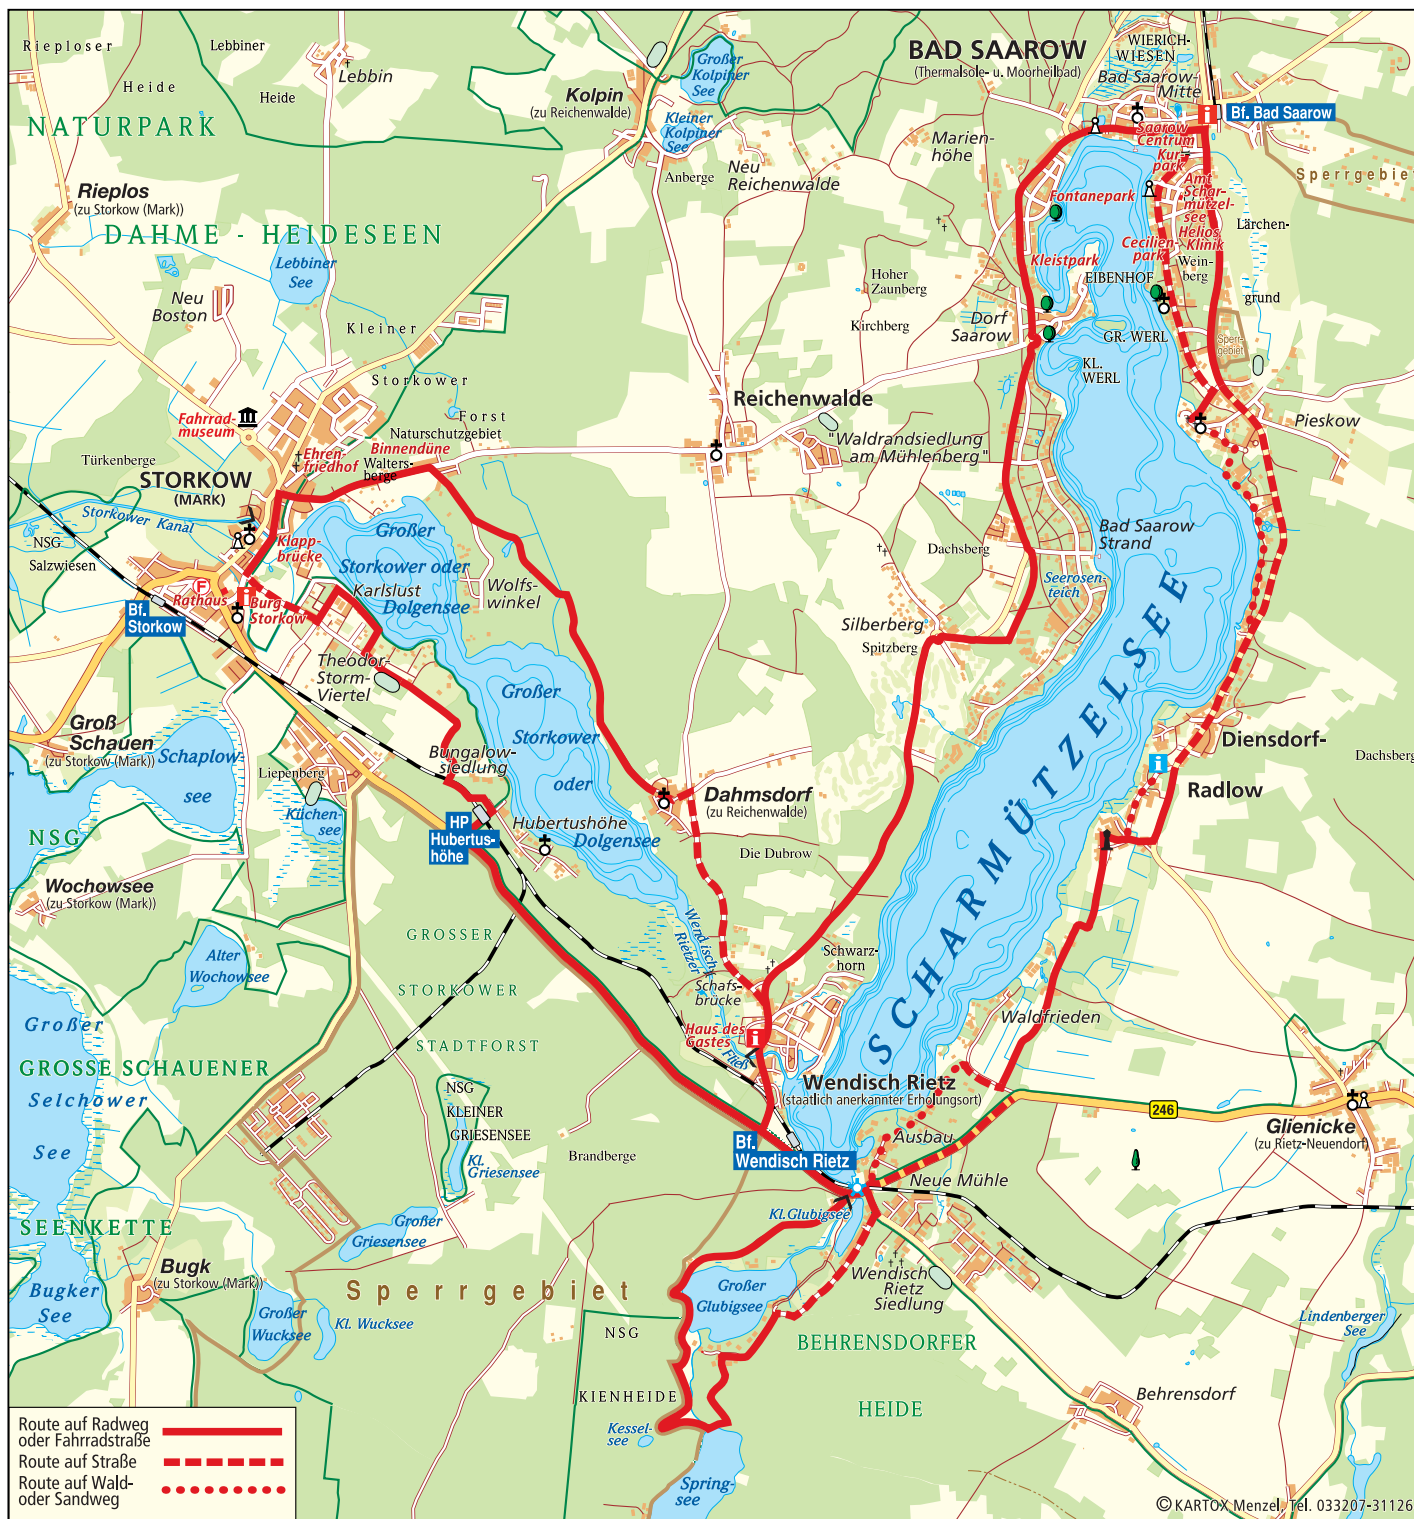 Rieploser
Heide
Lebbiner
Heide
Lebbin
NATURPARK
Rieplos
(zu Storkow (Mark))
DAHME - HEIDESEEN
Lebbiner
See
Neu
Boston
Kleiner
Storkower
Forst
Kolpin
(zu Reichenwalde)
Großer
Kolpiner
See
Kleiner
Kolpiner
See
Anberge
Neu
Reichenwalde
BAD SAAROW
(Thermalsole- u. Moorheilbad)
WIERICH-
WIESEN
Bad Saarow-
Mitte
Bf. Bad Saarow
Saarow
Centrum
Kur-
park
Amt
Schar-
mützel-
see
Helios
Klinik
Sperrgebiet
Marien-
höhe
Fontanepark
Kleistpark
Cecilien-
park
EIBENHOF
Wein-
berg
Lärchen-
grund
Hoher
Zaunberg
Kirchberg
Dorf
Saarow
GR. WERL
KL.
WERL
Sperr-
gebiet
Pieskow
Fahrrad-
museum
Türkenberge
Ehren-
friedhof
Naturschutzgebiet
Binnendüne
Walters-
berge
Reichenwalde
"Waldrandsiedlung
am Mühlenberg"
STORKOW
(MARK)
Storkower Kanal
NSG
Salzwiesen
Klapp-
brücke
Großer
Storkower oder
Dolgensee
Karlslust
Wolfs-
winkel
Rathaus
F
Burg
Storkow
Bf.
Storkow
Theodor-
Storm-
Viertel
Dachsberg
Bad Saarow
Strand
Seerosen-
teich
Silberberg
Spitzberg
SCHARMÜTZELSEE
Großer
Storkower
oder
Dolgensee
Groß
Schauen
(zu Storkow (Mark))
Schaplow-
see
Liepenberg
Küchen-
see
Bungalow-
siedlung
HP
Hubertus-
höhe
Hubertushöhe
Dahmsdorf
(zu Reichenwalde)
Die Dubrow
Diensdorf-
Radlow
Dachsberg
NSG
Wochowsee
(zu Storkow (Mark))
Alter
Wochowsee
GROSSER
STORKOWER
STADTFORST
Wendisch
Rietzer
Fließ
Schafs-
brücke
Schwarz-
horn
Haus des
Gastes
Waldfrieden
Großer
Selchower
See
GROSSE SCHAUENER
SEENKETTE
NSG
KLEINER
GRIESENSEE
Kl.
Griesensee
Brandberge
Wendisch Rietz
(staatlich anerkannter Erholungsort)
246
Glienicke
(zu Rietz-Neuendorf)
Bf.
Wendisch Rietz
Ausbau
Neue Mühle
Kl.Glubigsee
Großer
Griesensee
Bugk
(zu Storkow (Mark))
Bugker
See
Großer
Wucksee
Kl. Wucksee
Sperrgebiet
Großer
Glubigsee
Wendisch
Rietz
Siedlung
NSG
KIENHEIDE
Kessel-
see
Spring-
see
BEHRENSDORFER
HEIDE
Behrensdorf
Lindenberger
See
Route auf Radweg
oder Fahrradstraße
Route auf Straße
Route auf Wald-
oder Sandweg
© KARTOX Menzel, Tel. 033207-31126